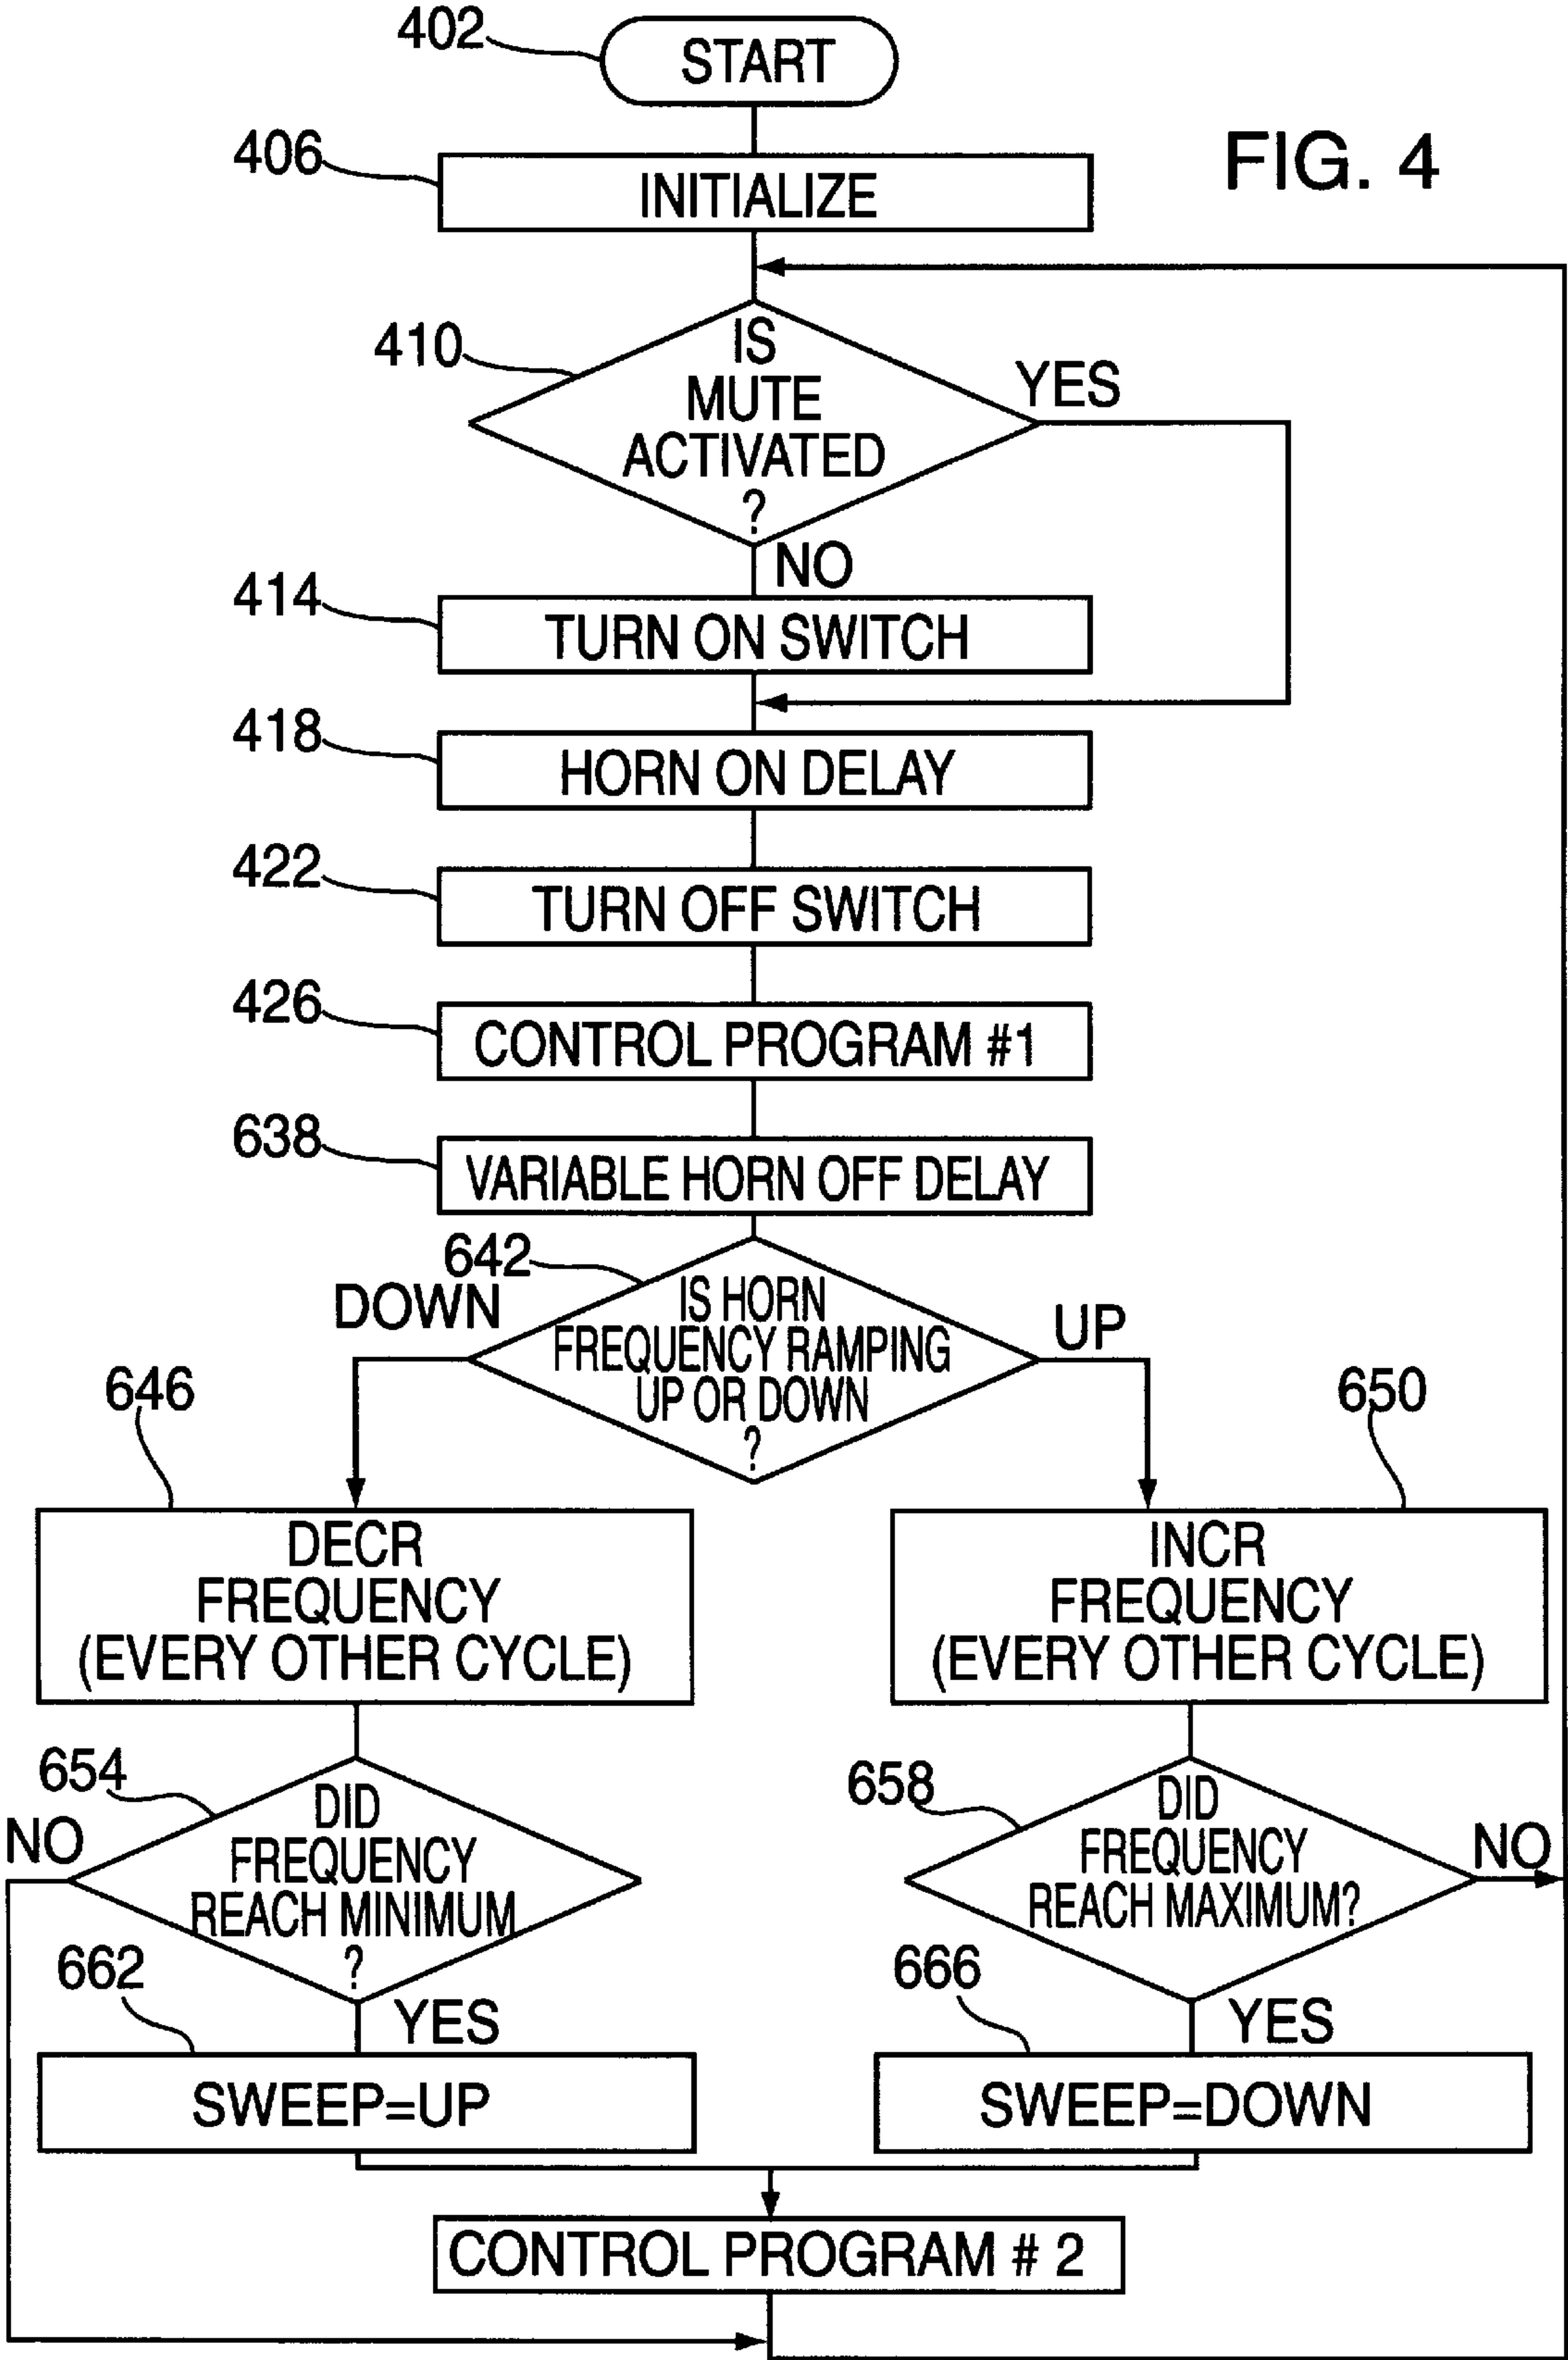 402
START
FIG. 4
406
INITIALIZE
410
IS
MUTE
ACTIVATED
?
YES
NO
414
TURN ON SWITCH
418
HORN ON DELAY
422
TURN OFF SWITCH
426
CONTROL PROGRAM #1
638
VARIABLE HORN OFF DELAY
642
DOWN
IS HORN
FREQUENCY RAMPING
UP OR DOWN
?
UP
646
650
DECR
FREQUENCY
(EVERY OTHER CYCLE)
INCR
FREQUENCY
(EVERY OTHER CYCLE)
654
NO
DID
FREQUENCY
REACH MINIMUM
?
YES
658
DID
FREQUENCY
REACH MAXIMUM?
NO
YES
662
SWEEP=UP
666
SWEEP=DOWN
CONTROL PROGRAM # 2